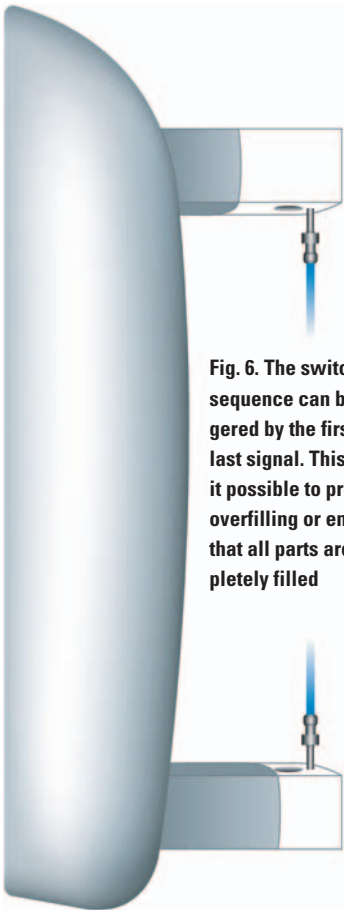 Fig. 6. The switc
sequence can b
gered by the firs
last signal. This
it possible to pr
overfilling or en
that all parts are
pletely filled